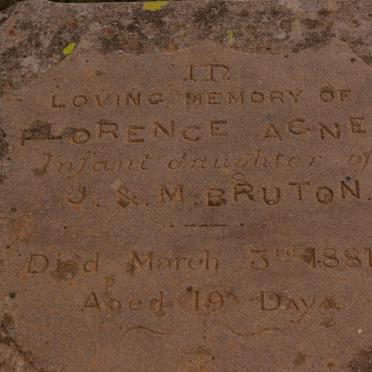 In
LOVING MEMORY OF
FLORENCE AGNE
Infant daughter of
J. & M. BRUTON.
Died March 3rd 1881
Aged 19 Days.